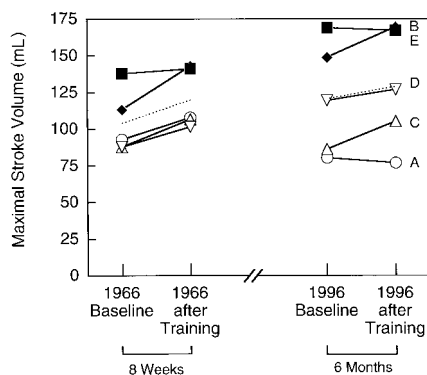 Maximal Stroke Volume (mL)
175
150
125
100
75
50
25
0
B
E
D
C
A
1966
Baseline
1966
after
Training
1996
Baseline
1996
after
Training
8 Weeks
6 Months